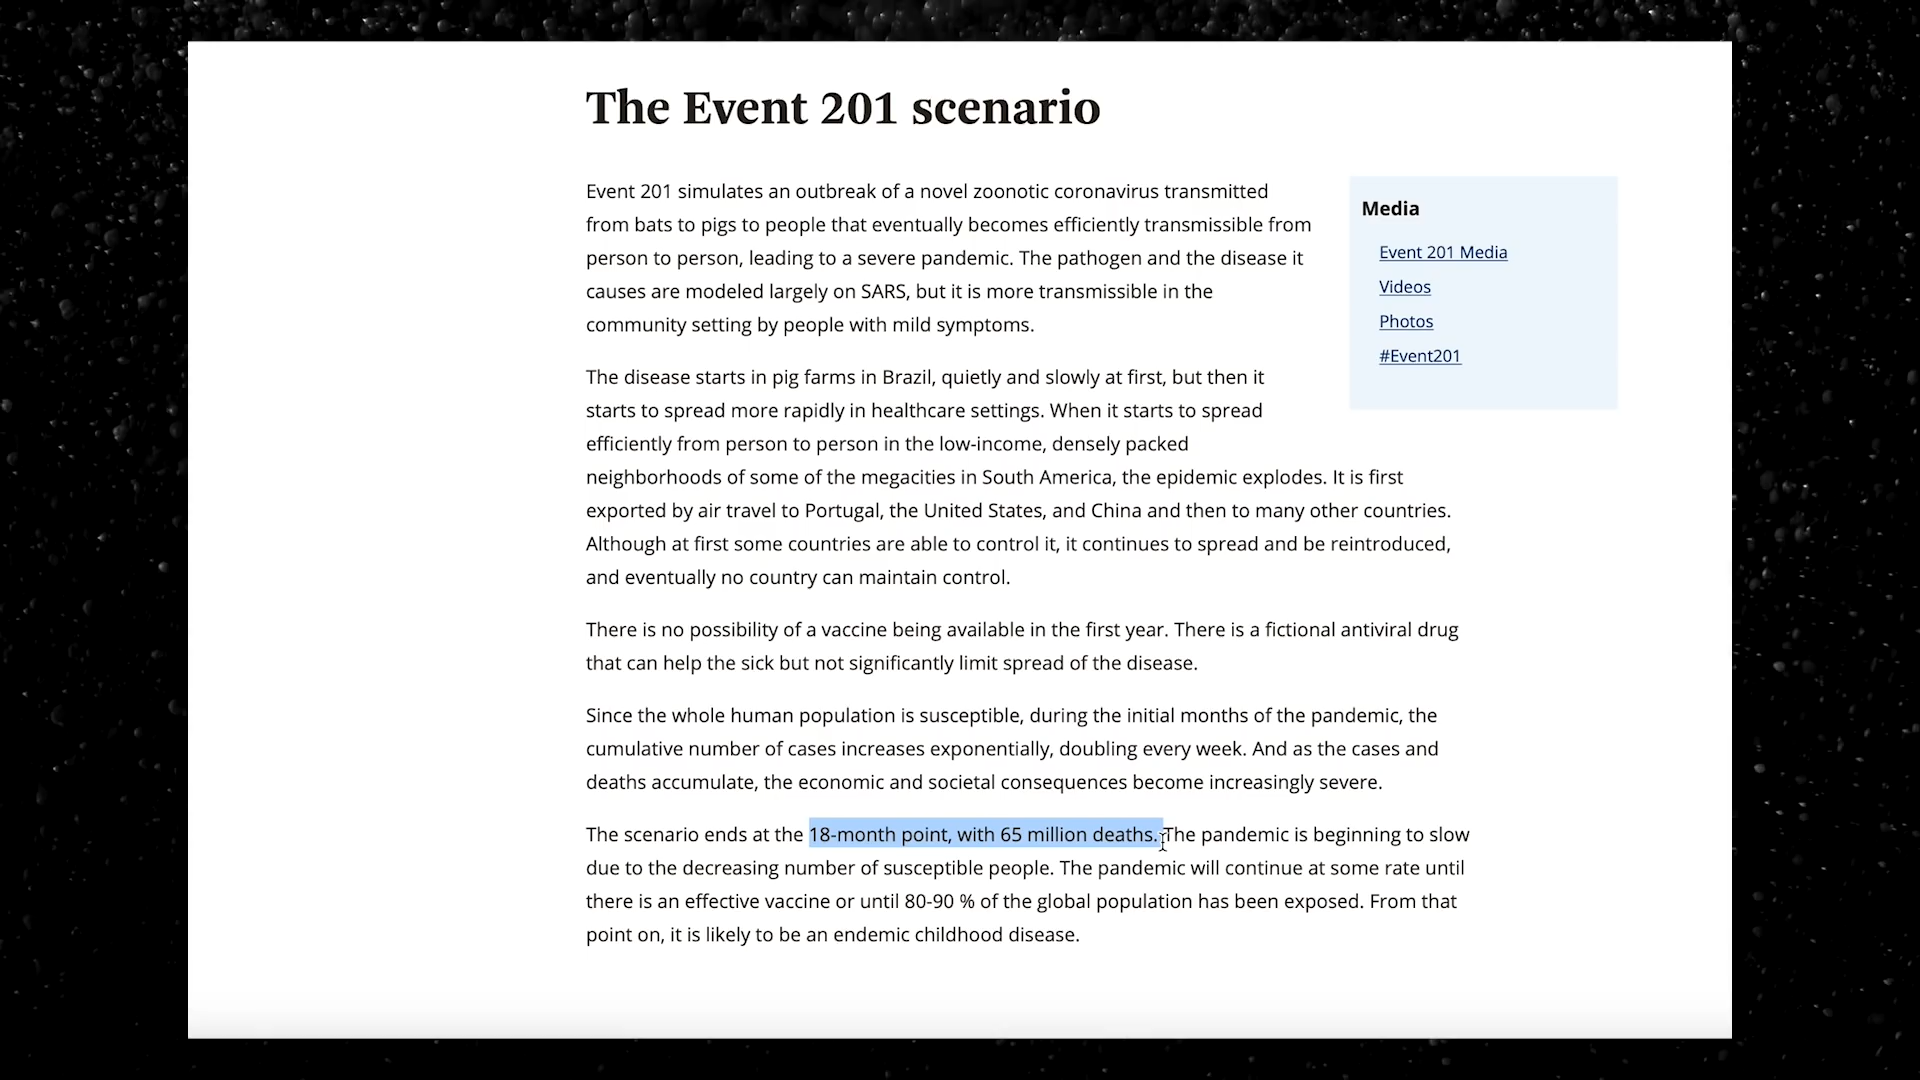 The Event 201 scenario
Event 201 simulates an outbreak of a novel zoonotic coronavirus transmitted
from bats to pigs to people that eventually becomes efficiently transmissible from
person to person, leading to a severe pandemic. The pathogen and the disease it
causes are modeled largely on SARS, but it is more transmissible in the
community setting by people with mild symptoms.
The disease starts in pig farms in Brazil, quietly and slowly at first, but then it
starts to spread more rapidly in healthcare settings. When it starts to spread
efficiently from person to person in the low-income, densely packed
neighborhoods of some of the megacities in South America, the epidemic explodes. It is first
exported by air travel to Portugal, the United States, and China and then to many other countries.
Although at first some countries are able to control it, it continues to spread and be reintroduced,
and eventually no country can maintain control.
There is no possibility of a vaccine being available in the first year. There is a fictional antiviral drug
that can help the sick but not significantly limit spread of the disease.
Since the whole human population is susceptible, during the initial months of the pandemic, the
cumulative number of cases increases exponentially, doubling every week. And as the cases and
deaths accumulate, the economic and societal consequences become increasingly severe.
The scenario ends at the 18-month point, with 65 million deaths. The pandemic is beginning to slow
due to the decreasing number of susceptible people. The pandemic will continue at some rate until
there is an effective vaccine or until 80-90 % of the global population has been exposed. From that
point on, it is likely to be an endemic childhood disease.
Media
Event 201 Media
Videos
Photos
#Event201